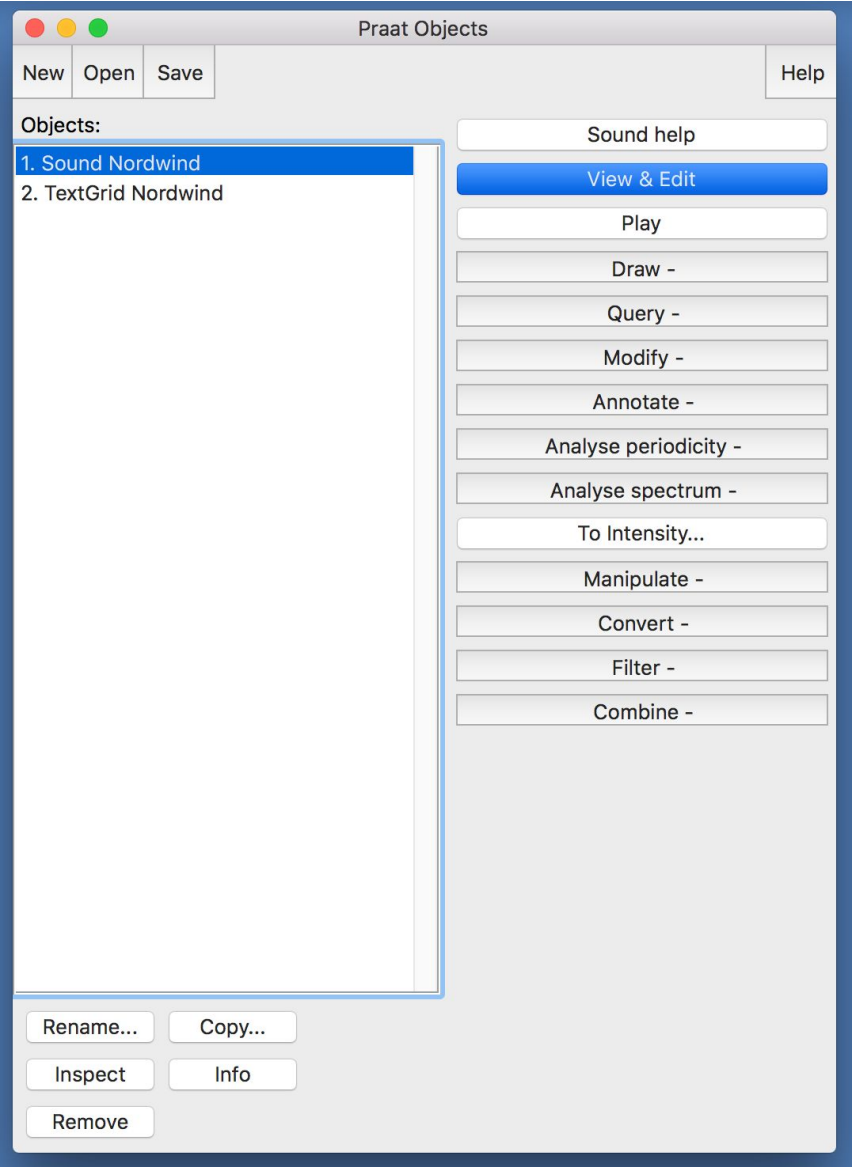 Praat Objects
New Open Save Help
Objects:
1. Sound Nordwind
2. TextGrid Nordwind
Sound help
View & Edit
Play
Draw -
Query -
Modify -
Annotate -
Analyse periodicity -
Analyse spectrum -
To Intensity...
Manipulate -
Convert -
Filter -
Combine -
Rename... Copy...
Inspect Info
Remove